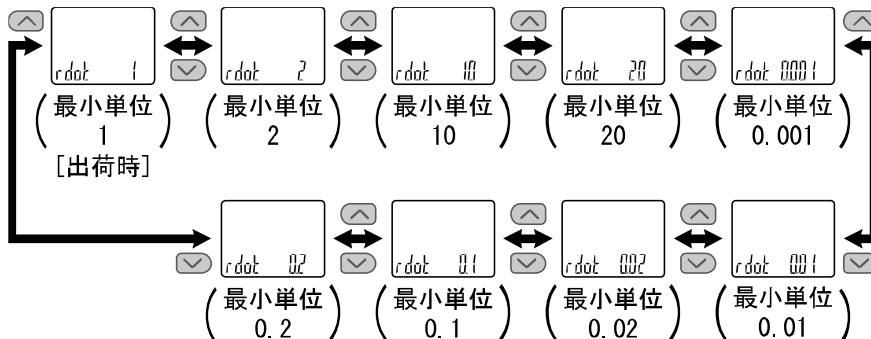 rdot 1
rdot 2
rdot 10
rdot 20
rdot 0.001
(最小単位 1)
[出荷時]
(最小単位 2)
(最小単位 10)
(最小単位 20)
(最小単位 0.001)
rdot 0.2
rdot 0.1
rdot 0.02
rdot 0.01
(最小単位 0.2)
(最小単位 0.1)
(最小単位 0.02)
(最小単位 0.01)